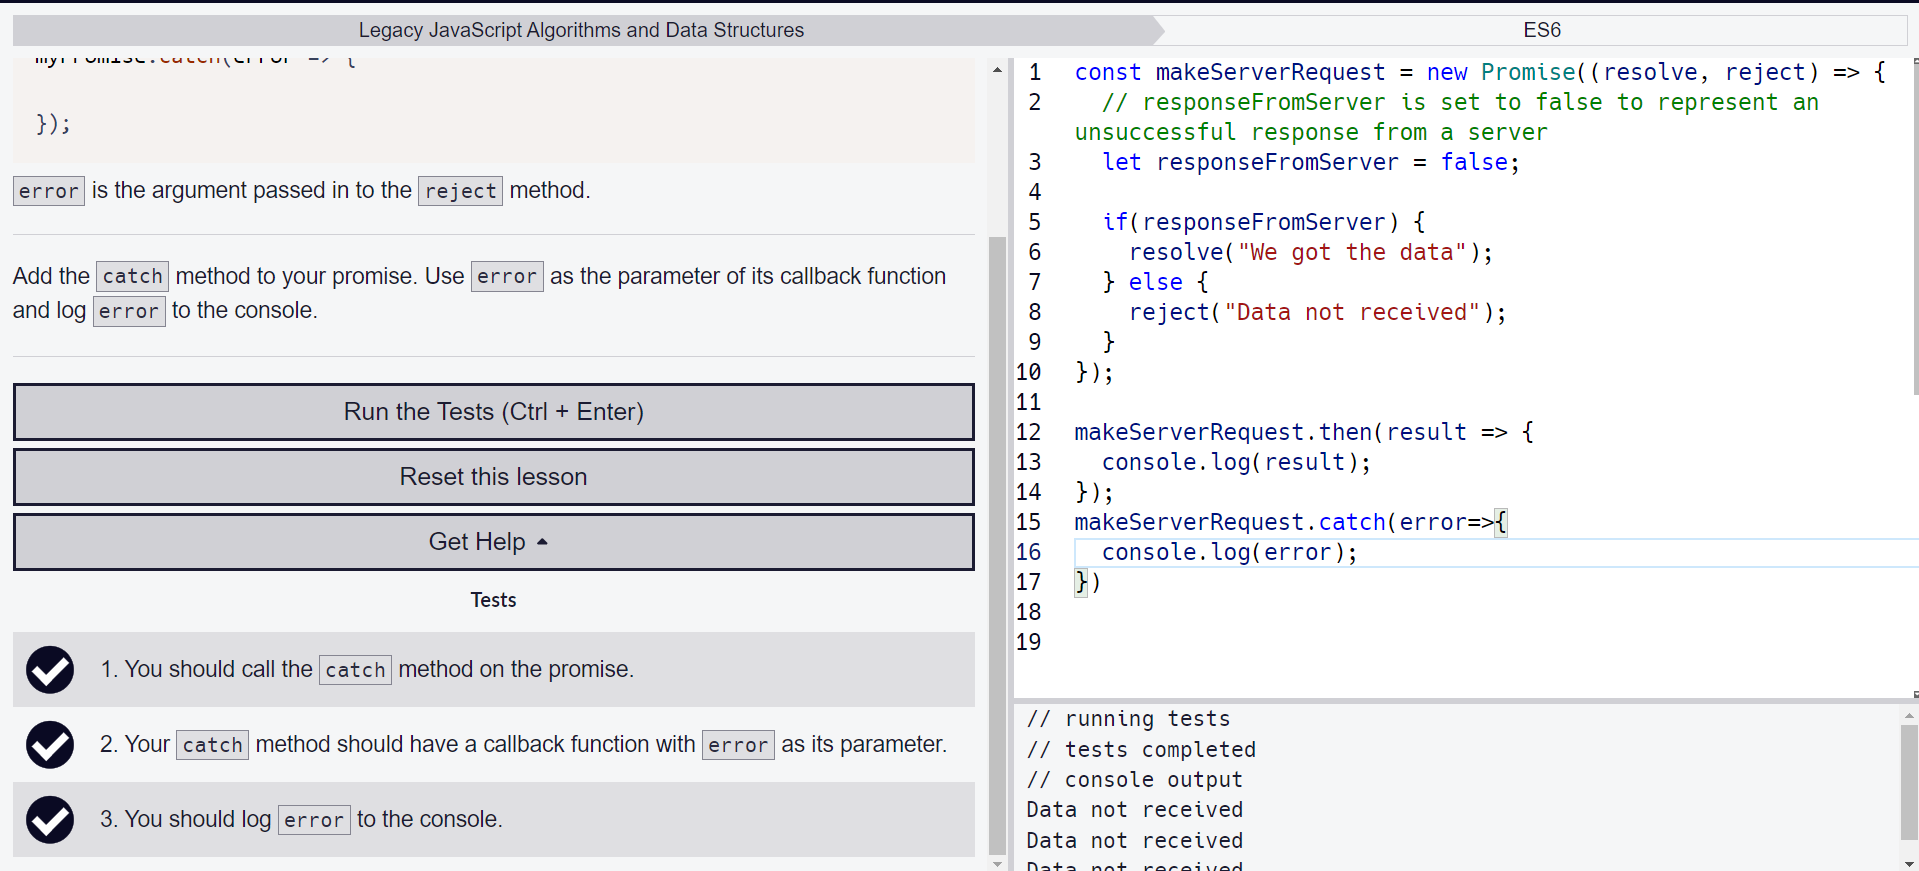 Legacy JavaScript Algorithms and Data Structures
ES6
myPromise.catch(error => {
});
error is the argument passed in to the reject method.
Add the catch method to your promise. Use error as the parameter of its callback function
and log error to the console.
Run the Tests (Ctrl + Enter)
Reset this lesson
Get Help
Tests
1. You should call the catch method on the promise.
2. Your catch method should have a callback function with error as its parameter.
3. You should log error to the console.
1 const makeServerRequest = new Promise((resolve, reject) => {
2 // responseFromServer is set to false to represent an
unsuccessful response from a server
3 let responseFromServer = false;
4
5 if(responseFromServer) {
6 resolve("We got the data");
7 } else {
8 reject("Data not received");
9 }
10 });
11
12 makeServerRequest.then(result => {
13 console.log(result);
14 });
15 makeServerRequest.catch(error=>{
16 console.log(error);
17 })
18
19
// running tests
// tests completed
// console output
Data not received
Data not received
Data not received